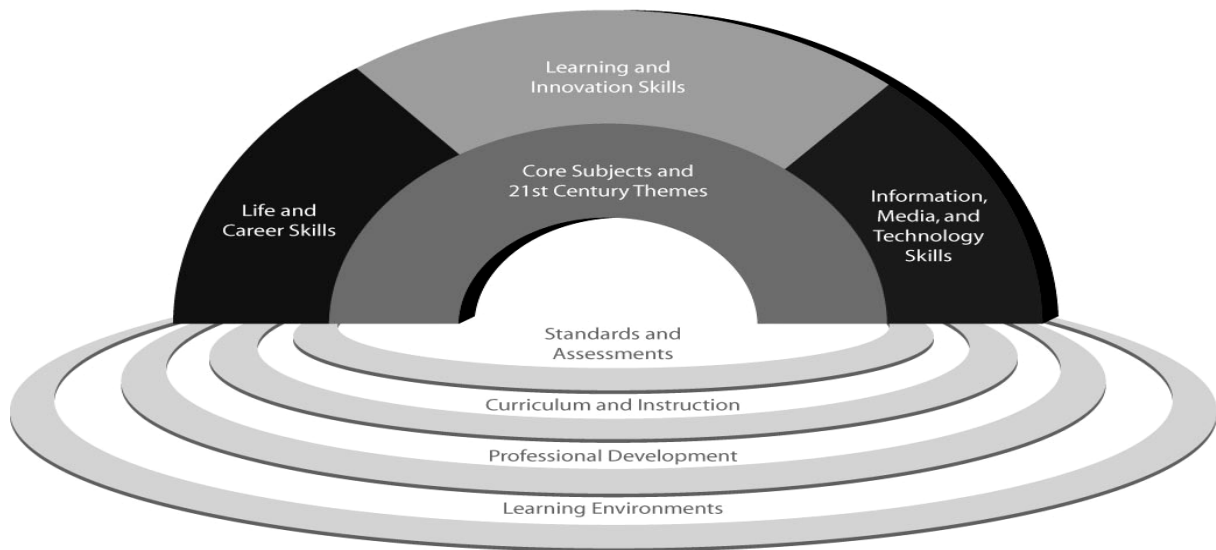 Learning and
Innovation Skills
Core Subjects and
21st Century Themes
Life and
Career Skills
Information,
Media, and
Technology
Skills
Standards and
Assessments
Curriculum and Instruction
Professional Development
Learning Environments